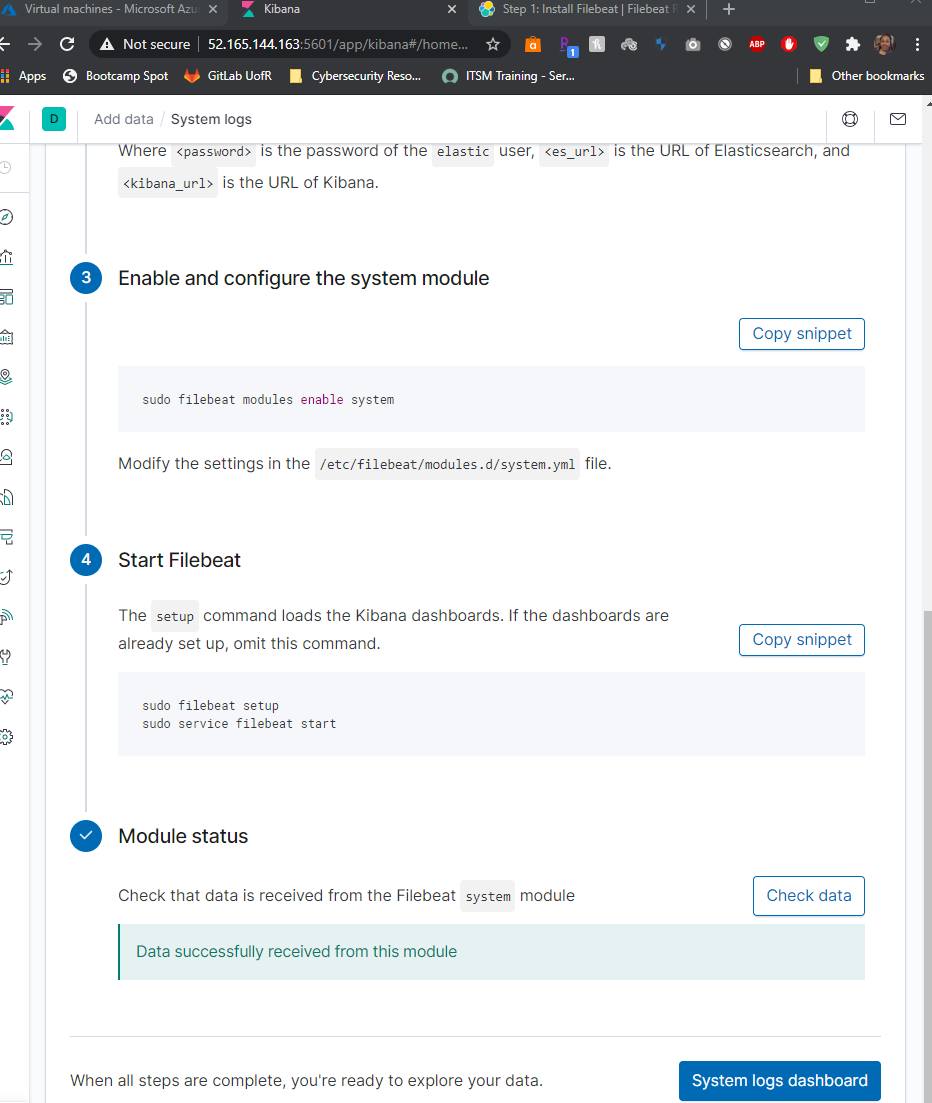 Virtual machines - Microsoft Azu
Kibana
Step 1: Install Filebeat | Filebeat R
Not secure
52.165.144.163:5601/app/kibana#/home...
1
ABP
Apps
Bootcamp Spot
GitLab UofR
Cybersecurity Reso...
ITSM Training - Ser...
Other bookmarks
D
Add data / System logs
Where <password> is the password of the elastic user, <es_url> is the URL of Elasticsearch, and
<kibana_url> is the URL of Kibana.
3
Enable and configure the system module
Copy snippet
sudo filebeat modules enable system
Modify the settings in the /etc/filebeat/modules.d/system.yml file.
4
Start Filebeat
The setup command loads the Kibana dashboards. If the dashboards are
already set up, omit this command.
Copy snippet
sudo filebeat setup
sudo service filebeat start
Module status
Check that data is received from the Filebeat system module
Check data
Data successfully received from this module
When all steps are complete, you're ready to explore your data.
System logs dashboard